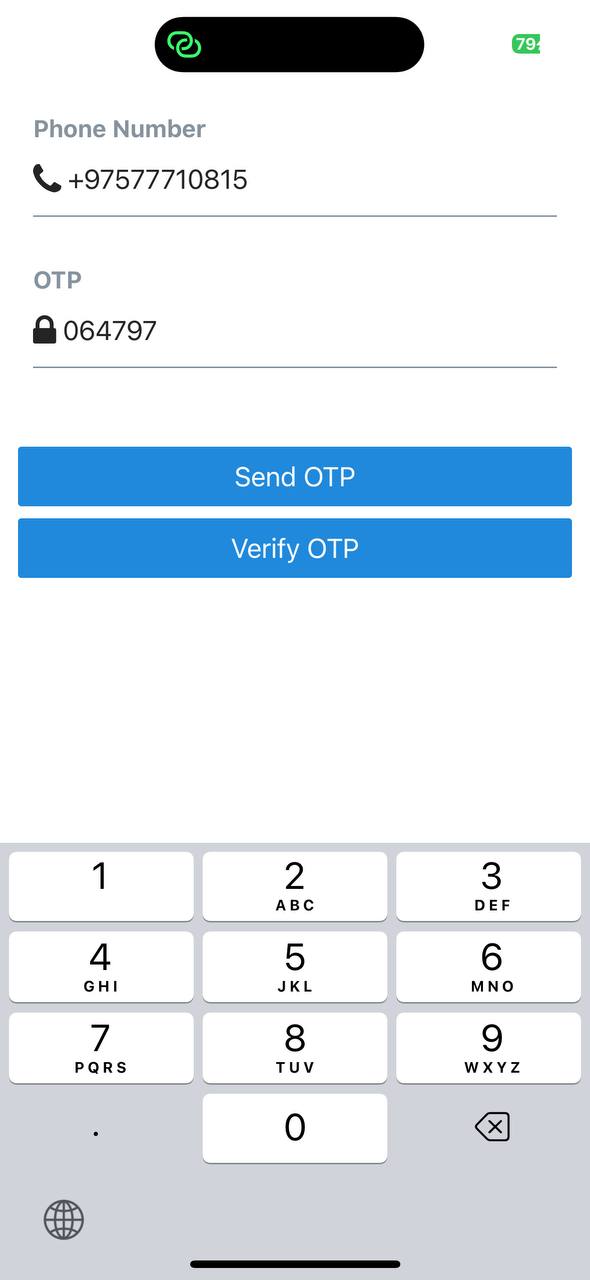 79
Phone Number
+97577710815
OTP
064797
Send OTP
Verify OTP
1
2
ABC
3
DEF
4
GHI
5
JKL
6
MNO
7
PQRS
8
TUV
9
WXYZ
.
0